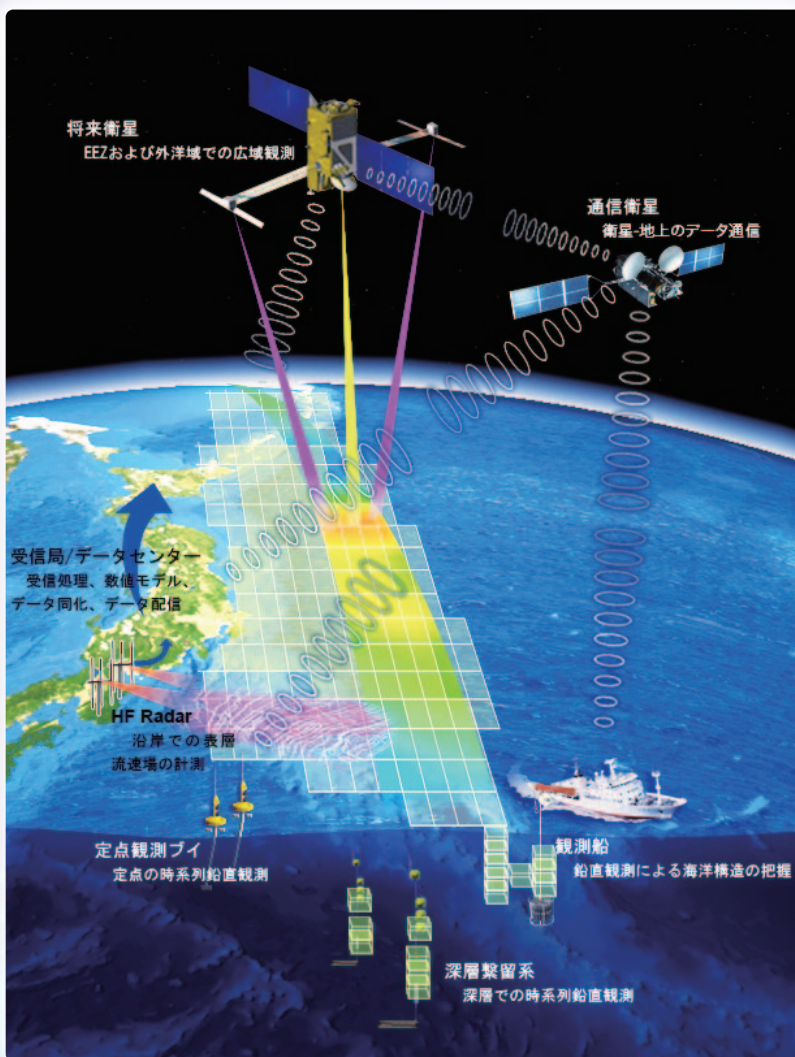 将来衛星
EEZおよび外洋域での広域観測
通信衛星
衛星-地上のデータ通信
受信局/データセンター
受信処理、数値モデル、
データ同化、データ配信
HF Radar
沿岸での表層
流速場の計測
定点観測ブイ
定点の時系列鉛直観測
観測船
鉛直観測による海洋構造の把握
深層繋留系
深層での時系列鉛直観測